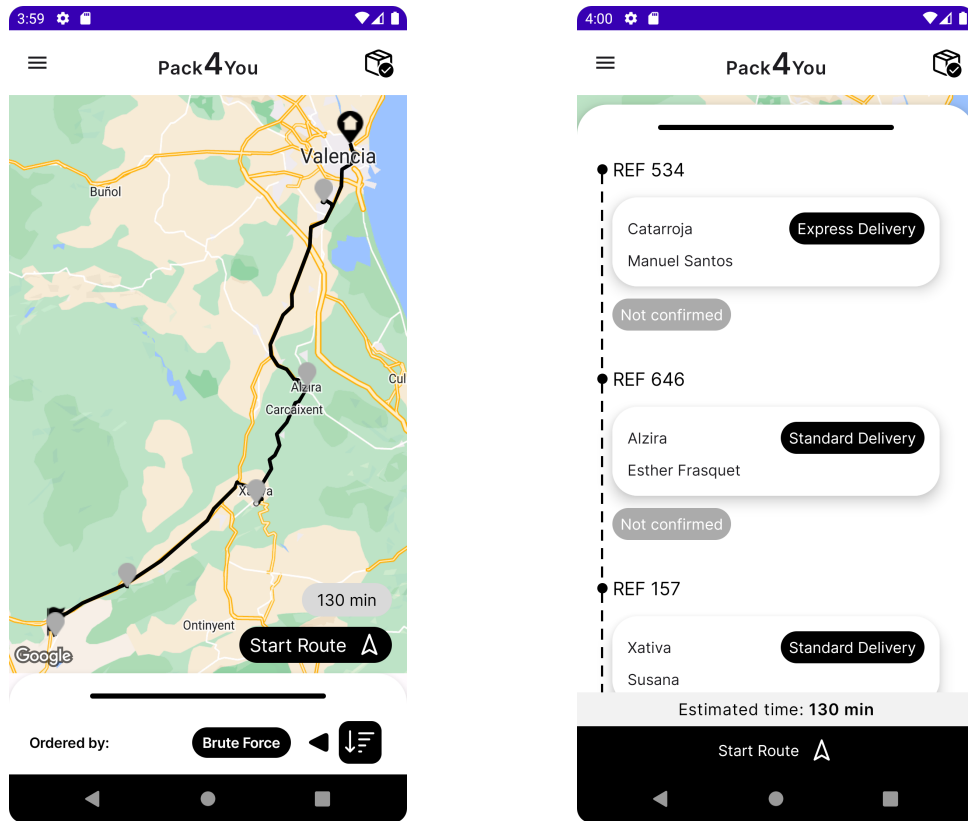 3:59
Pack4You
Valencia
Buñol
Alzira
Cul
Carcaixent
130 min
Ontinyent
Start Route
Google
Ordered by:
Brute Force
4:00
Pack4You
REF 534
Catarroja
Express Delivery
Manuel Santos
Not confirmed
REF 646
Alzira
Standard Delivery
Esther Frasquet
Not confirmed
REF 157
Xativa
Standard Delivery
Susana
Estimated time: 130 min
Start Route